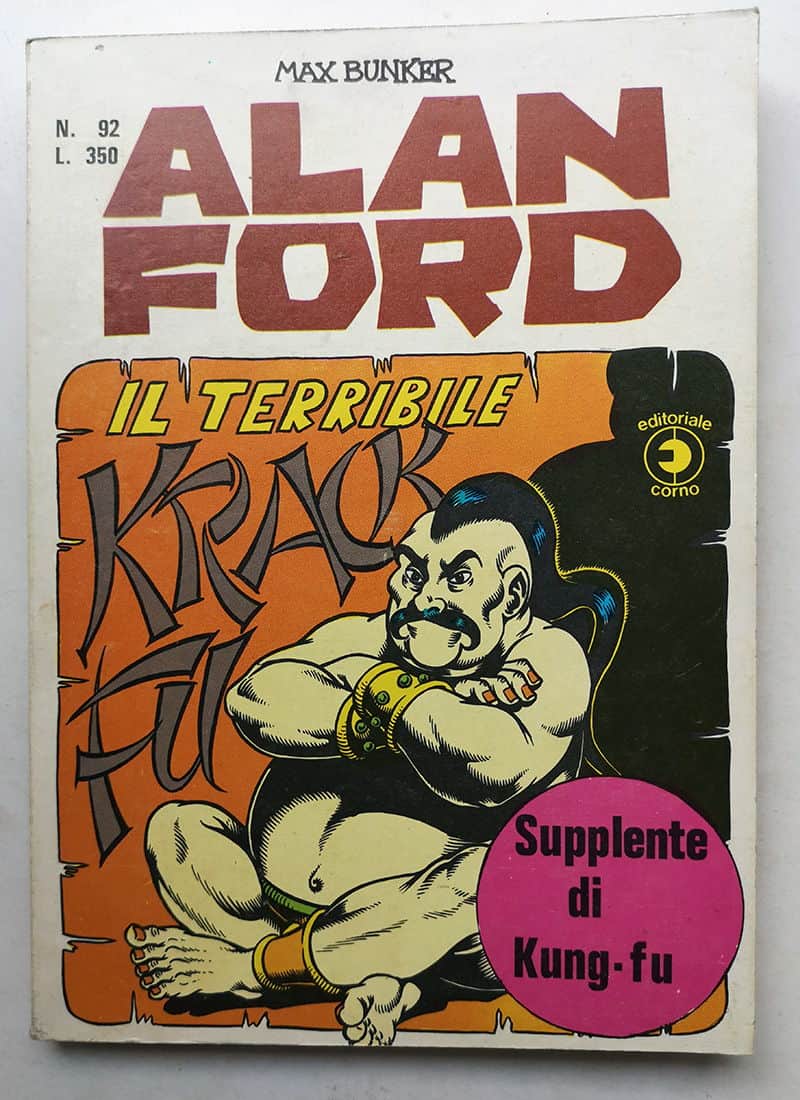 MAX BUNKER
N. 92
L. 350
ALAN
FORD
IL TERRIBILE
KRACK
FU
editoriale
corno
Supplente
di
Kung-fu